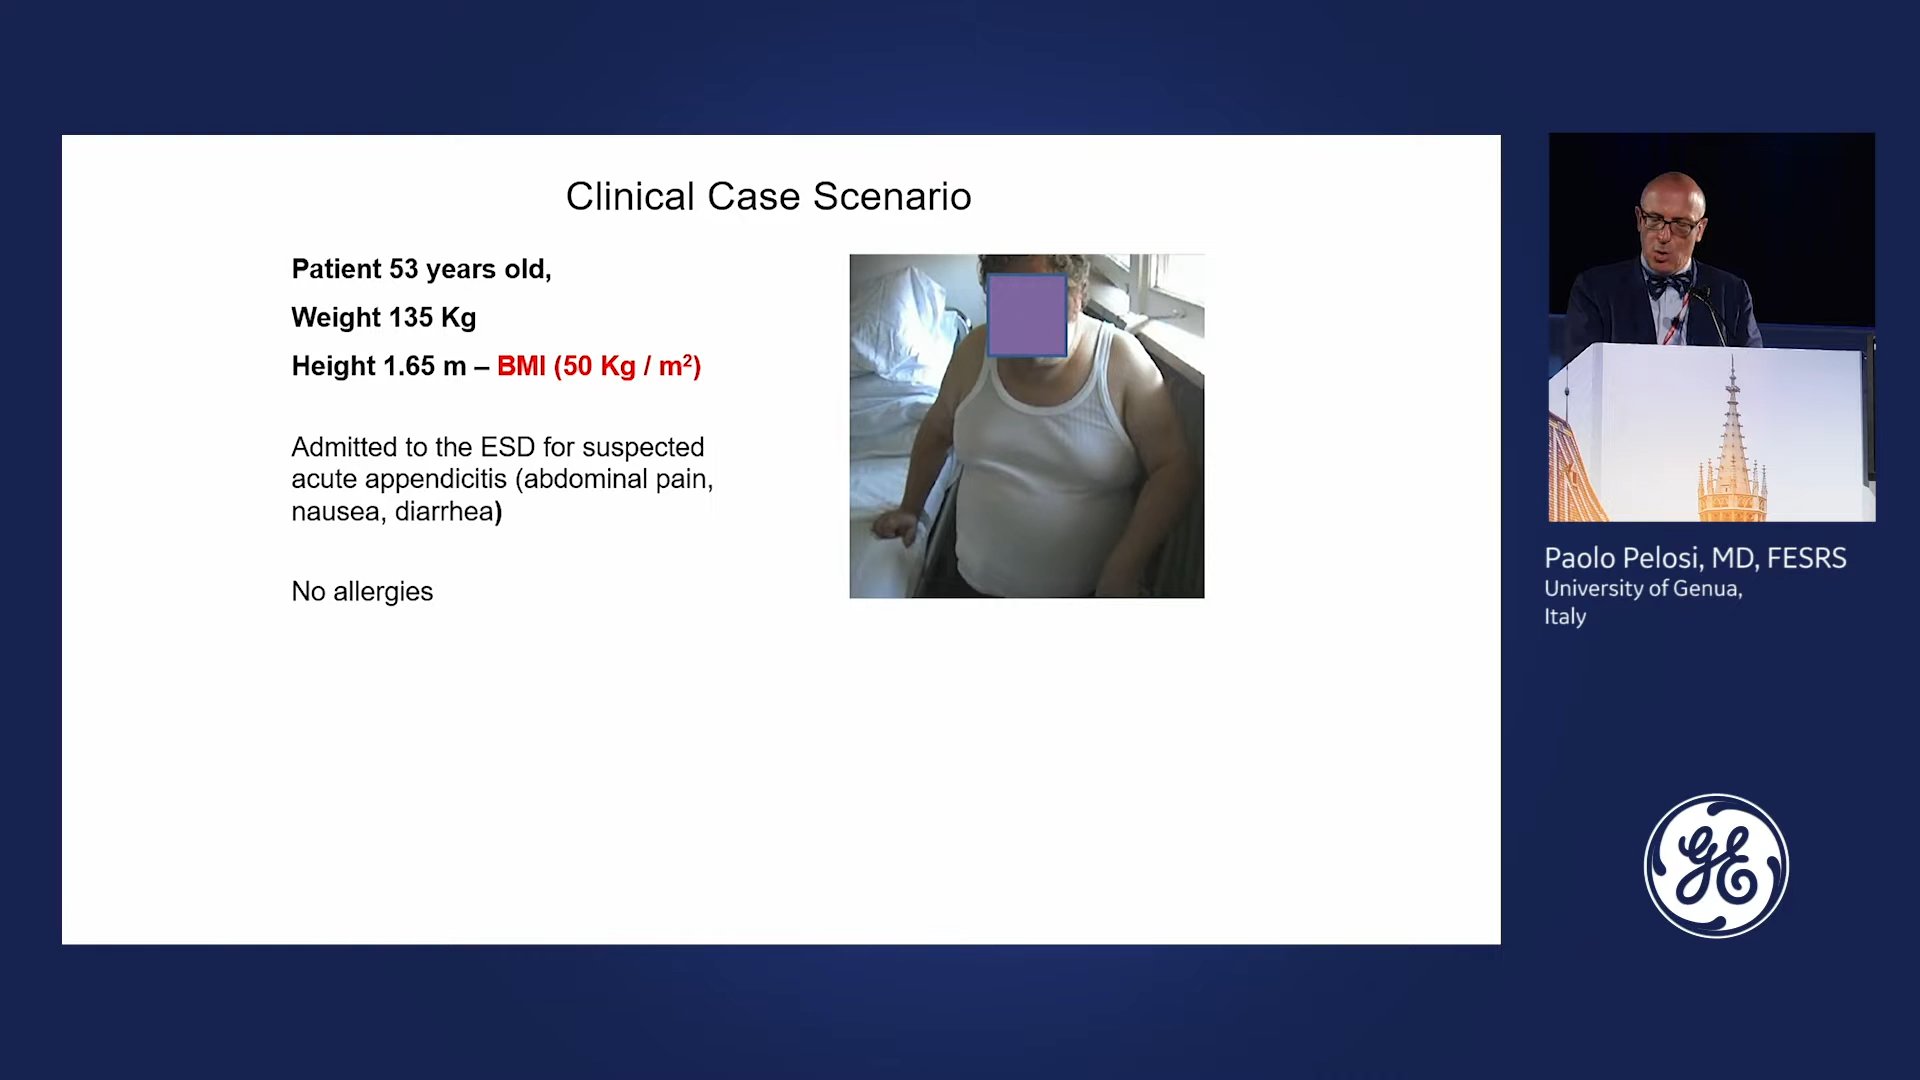 Clinical Case Scenario
Patient 53 years old,
Weight 135 Kg
Height 1.65 m – BMI (50 Kg / m²)
Admitted to the ESD for suspected
acute appendicitis (abdominal pain,
nausea, diarrhea)
No allergies
Paolo Pelosi, MD, FESRS
University of Genua,
Italy
GE